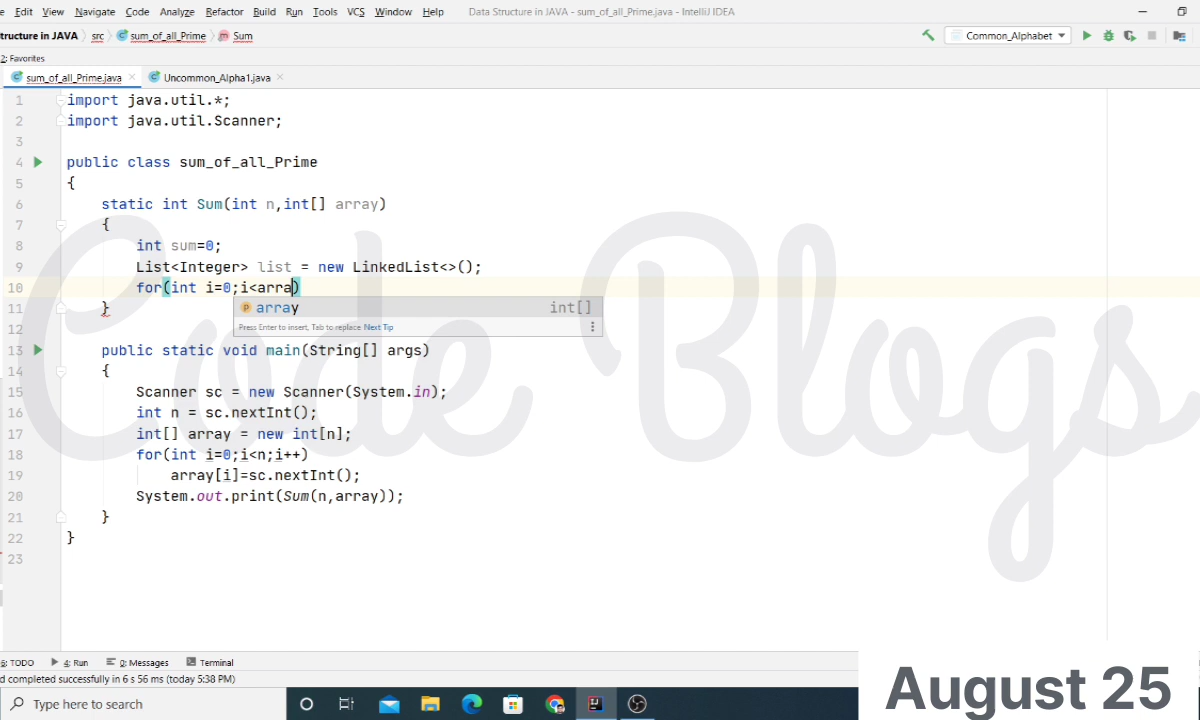 e Edit View Navigate Code Analyze Refactor Build Run Tools VCS Window Help Data Structure in JAVA - sum_of_all_Prime.java - IntelliJ IDEA
tructure in JAVA src sum_of_all_Prime m Sum Common_Alphabet
2: Favorites
sum_of_all_Prime.java Uncommon_Alpha1.java
1 import java.util.*;
2 import java.util.Scanner;
3
4 public class sum_of_all_Prime
5 {
6 static int Sum(int n,int[] array)
7 {
8 int sum=0;
9 List<Integer> list = new LinkedList<>();
10 for(int i=0;i<arra)
p array int[]
Press Enter to insert, Tab to replace Next Tip
11 }
12
13 public static void main(String[] args)
14 {
15 Scanner sc = new Scanner(System.in);
16 int n = sc.nextInt();
17 int[] array = new int[n];
18 for(int i=0;i<n;i++)
19 array[i]=sc.nextInt();
20 System.out.print(Sum(n,array));
21 }
22 }
23
Code Blogs
6: TODO 4: Run 0: Messages Terminal
d completed successfully in 6 s 56 ms (today 5:38 PM)
Type here to search
August 25